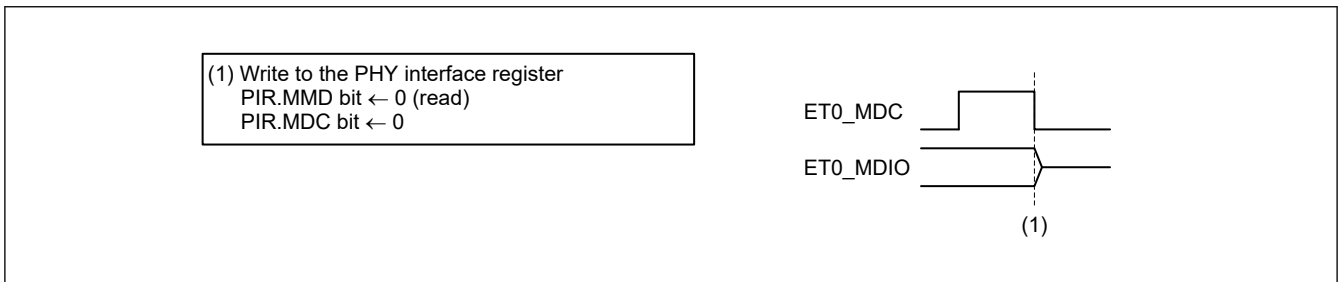 (1) Write to the PHY interface register
PIR.MMD bit ← 0 (read)
PIR.MDC bit ← 0
ET0_MDC
ET0_MDIO
(1)